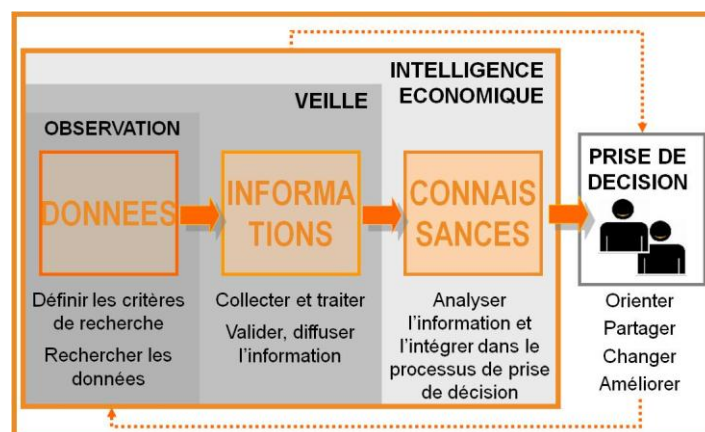 INTELLIGENCE
ECONOMIQUE
VEILLE
OBSERVATION
DONNEES
INFORMA
TIONS
CONNAIS
SANCES
PRISE DE
DECISION
Définir les critères
de recherche
Rechercher les
données
Collecter et traiter
Valider, diffuser
l'information
Analyser
l'information et
l'intégrer dans le
processus de prise
de décision
Orienter
Partager
Changer
Améliorer